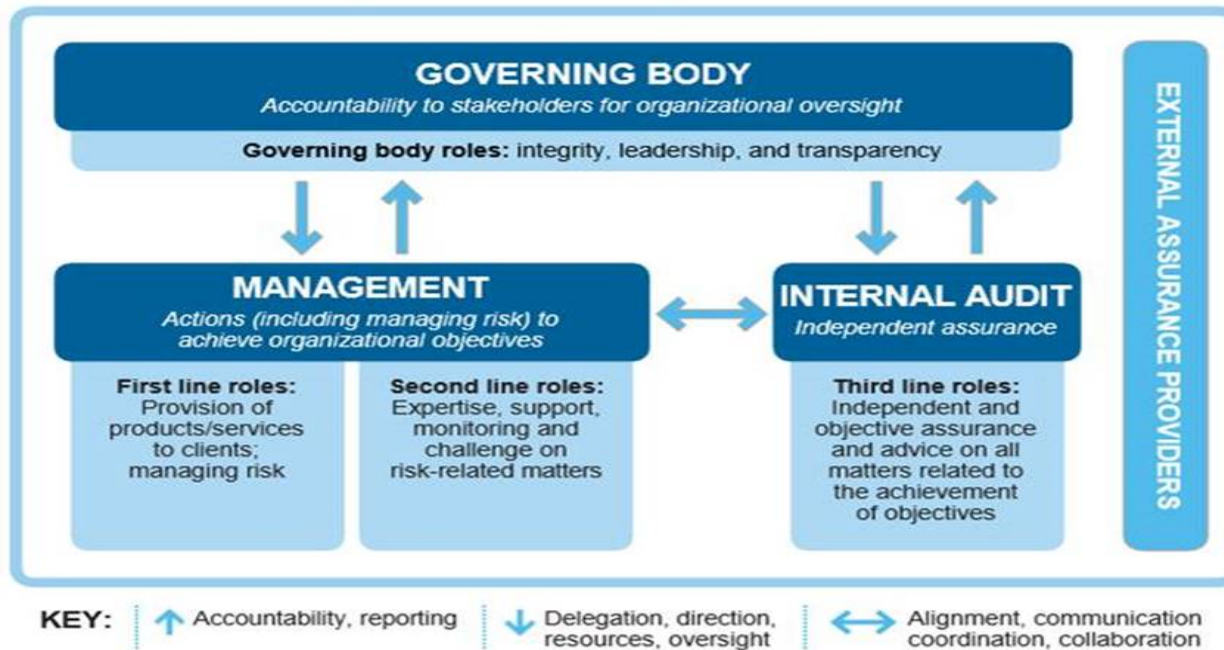 GOVERNING BODY
Accountability to stakeholders for organizational oversight
Governing body roles: integrity, leadership, and transparency
MANAGEMENT
Actions (including managing risk) to
achieve organizational objectives
First line roles:
Provision of
products/services
to clients;
managing risk
Second line roles:
Expertise, support,
monitoring and
challenge on
risk-related matters
INTERNAL AUDIT
Independent assurance
Third line roles:
Independent and
objective assurance
and advice on all
matters related to
the achievement
of objectives
EXTERNAL ASSURANCE PROVIDERS
KEY:
Accountability, reporting
Delegation, direction,
resources, oversight
Alignment, communication
coordination, collaboration